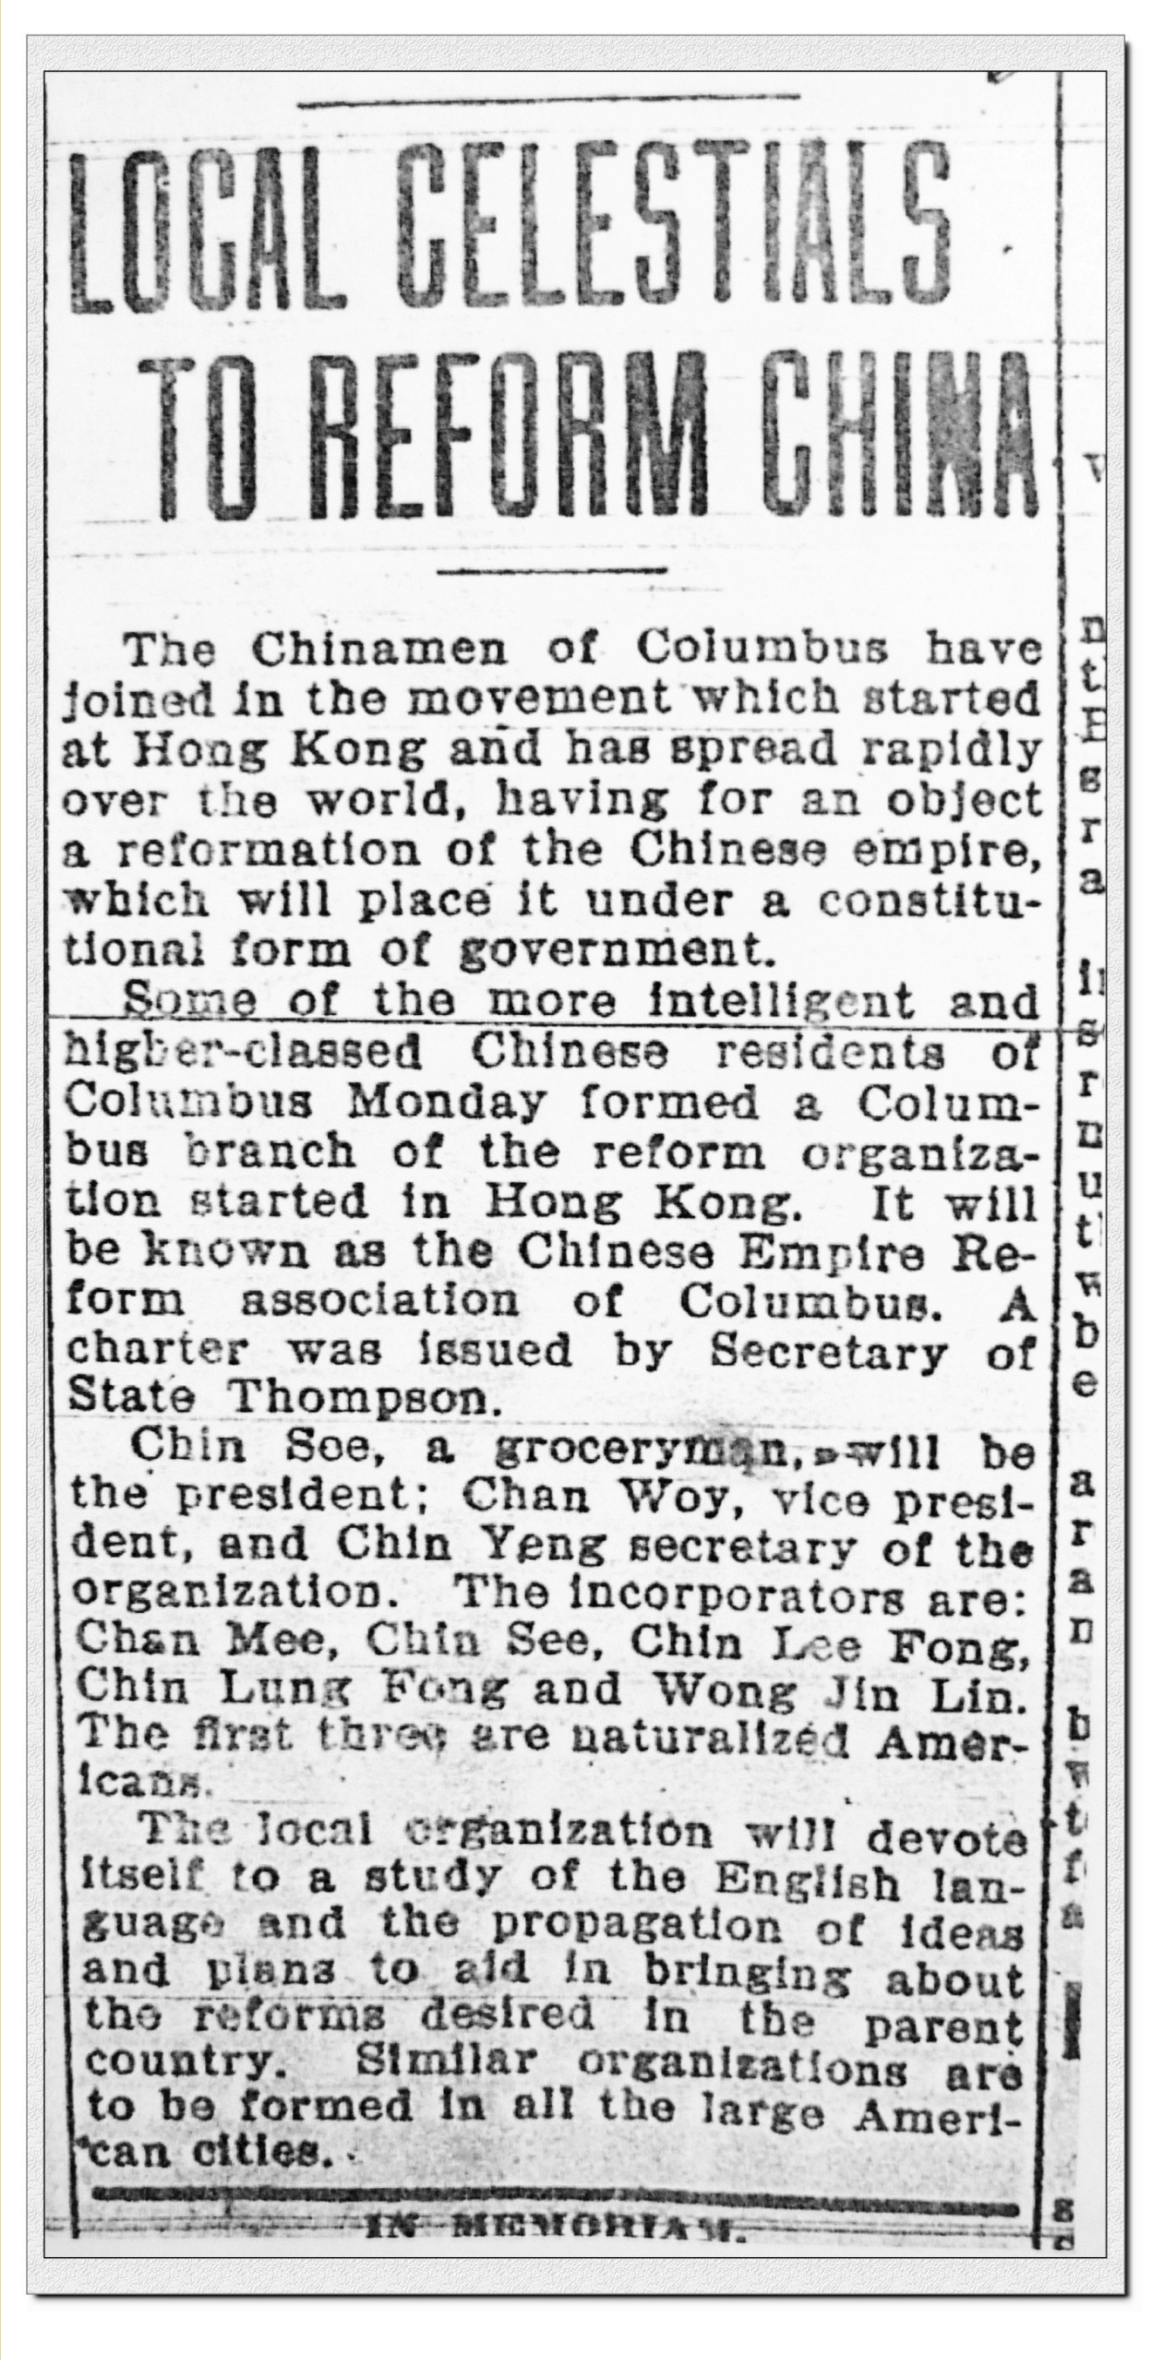 LOCAL CELESTIALS
TO REFORM CHINA
The Chinamen of Columbus have
joined in the movement which started
at Hong Kong and has spread rapidly
over the world, having for an object
a reformation of the Chinese empire,
which will place it under a constitu-
tional form of government.
Some of the more intelligent and
higher-classed Chinese residents of
Columbus Monday formed a Colum-
bus branch of the reform organiza-
tion started in Hong Kong. It will
be known as the Chinese Empire Re-
form association of Columbus. A
charter was issued by Secretary of
State Thompson.
Chin Soe, a groceryman, will be
the president; Chan Woy, vice presi-
dent, and Chin Yeng secretary of the
organization. The incorporators are:
Chan Mee, Chin See, Chin Lee Fong,
Chin Lung Fong and Wong Jin Lin.
The first three are naturalized Amer-
icans.
The local organization will devote
itself to a study of the English lan-
guage and the propagation of ideas
and plans to aid in bringing about
the reforms desired in the parent
country. Similar organizations are
to be formed in all the large Ameri-
can cities.
IN MEMORIAM.